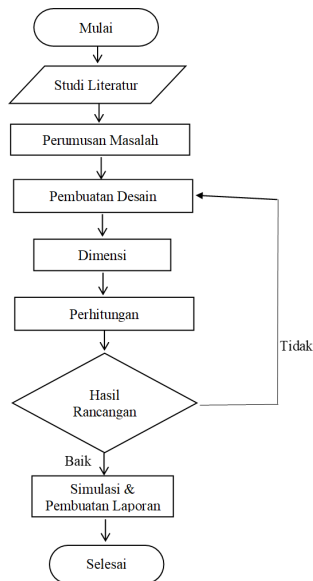 Mulai
Studi Literatur
Perumusan Masalah
Pembuatan Desain
Dimensi
Perhitungan
Tidak
Hasil
Rancangan
Baik
Simulasi &
Pembuatan Laporan
Selesai